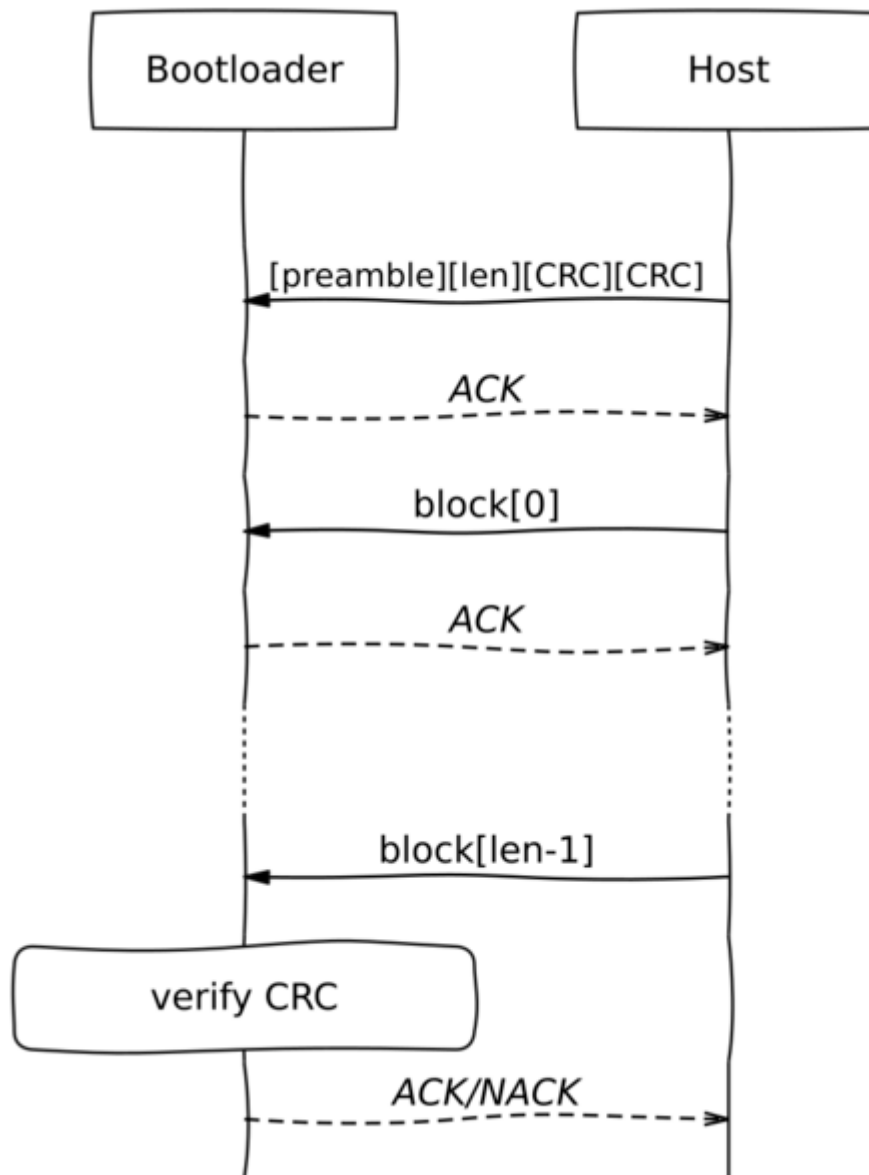 Bootloader
Host
[preamble][len][CRC][CRC]
ACK
block[0]
ACK
block[len-1]
verify CRC
ACK/NACK